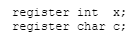 register int  x;
register char c;